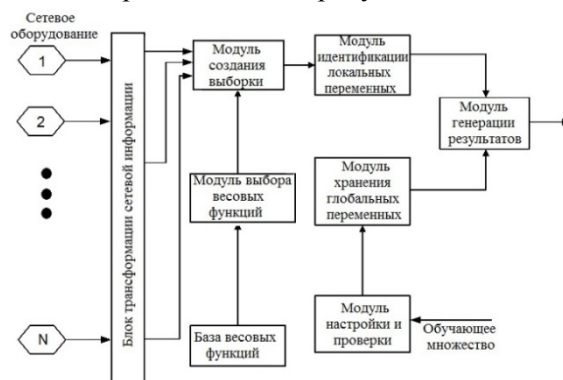 Сетевое
оборудование
1
2
N
Блок трансформации сетевой информации
Модуль
создания
выборки
Модуль выбора
весовых
функций
База весовых
функций
Модуль
идентификации
локальных
переменных
Модуль
хранения
глобальных
переменных
Модуль
настройки и
проверки
Модуль
генерации
результатов
Обучающее
множество